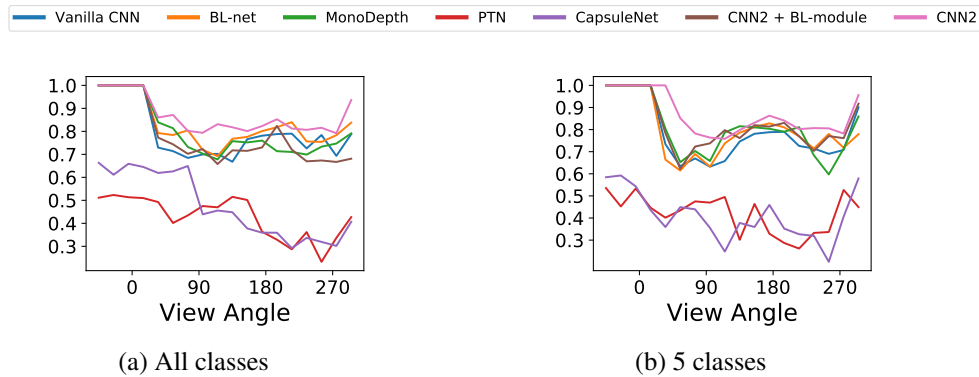 Vanilla CNN BL-net MonoDepth PTN CapsuleNet CNN2 + BL-module CNN2
1.0
0.9
0.8
0.7
0.6
0.5
0.4
0.3
0 90 180 270
View Angle
(a) All classes
1.0
0.9
0.8
0.7
0.6
0.5
0.4
0.3
0 90 180 270
View Angle
(b) 5 classes